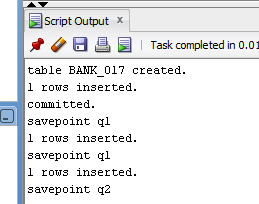 Script Output x
Task completed in 0.01
table BANK_017 created.
1 rows inserted.
committed.
savepoint q1
1 rows inserted.
savepoint q1
1 rows inserted.
savepoint q2